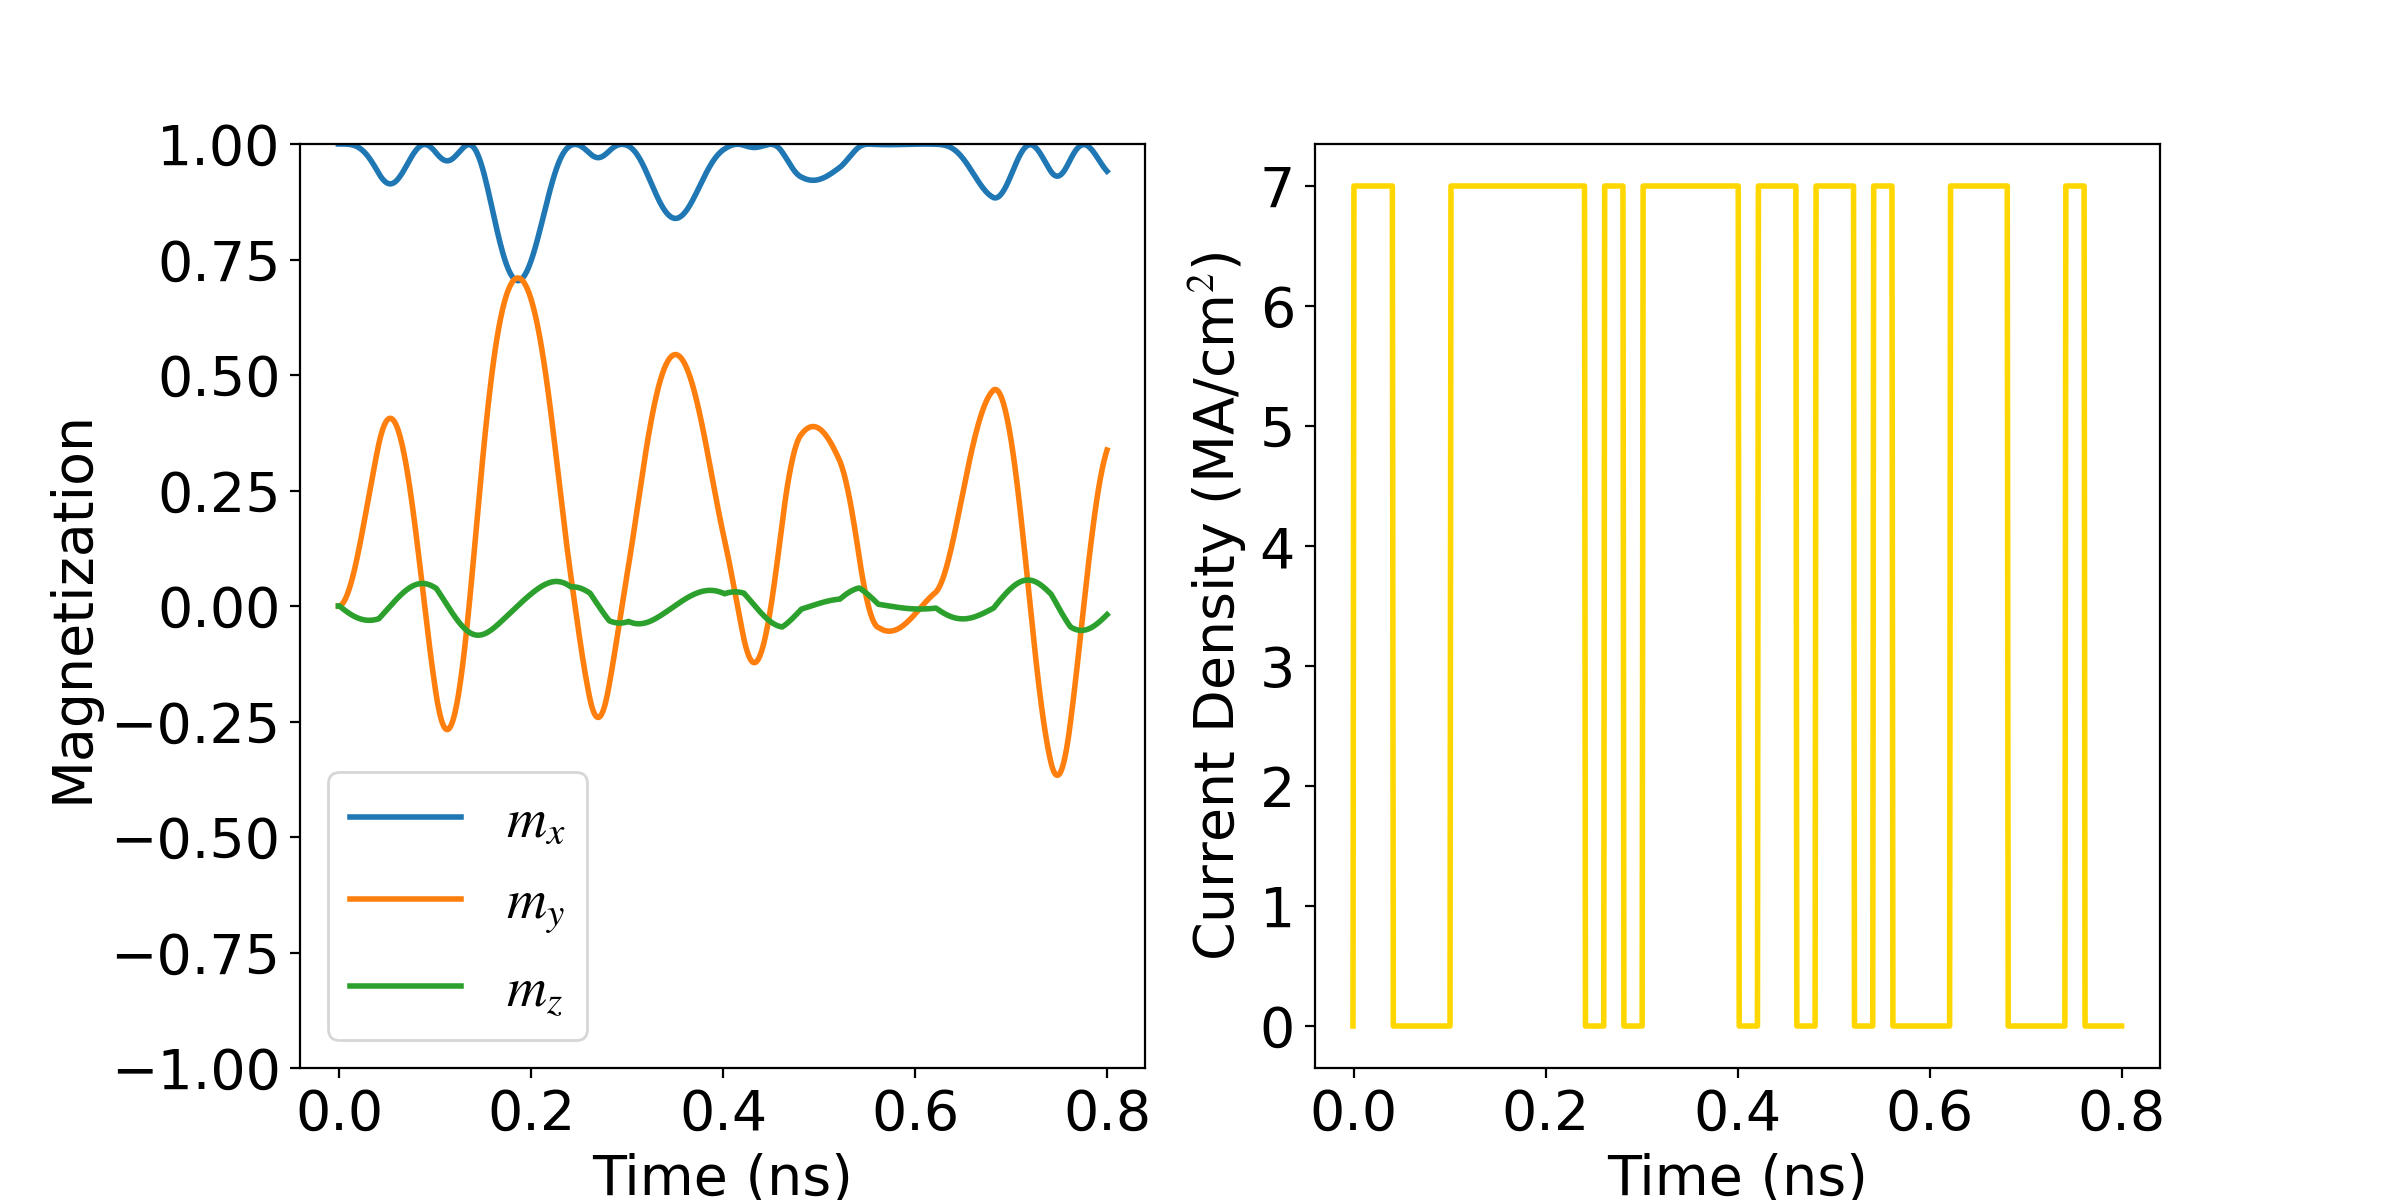 1.00
0.75
0.50
0.25
0.00
−0.25
−0.50
−0.75
−1.00
Magnetization
m_x
m_y
m_z
0.0 0.2 0.4 0.6 0.8
Time (ns)
7
6
5
4
3
2
1
0
Current Density (MA/cm²)
0.0 0.2 0.4 0.6 0.8
Time (ns)